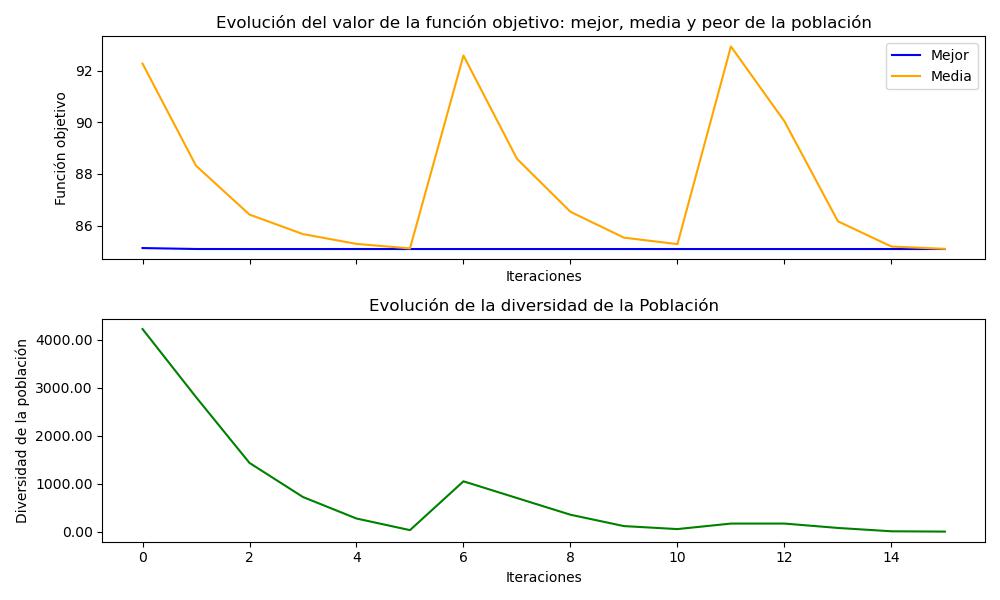 Evolución del valor de la función objetivo: mejor, media y peor de la población
Mejor
Media
Función objetivo
92
90
88
86
Iteraciones
Evolución de la diversidad de la Población
Diversidad de la población
4000.00
3000.00
2000.00
1000.00
0.00
0 2 4 6 8 10 12 14
Iteraciones